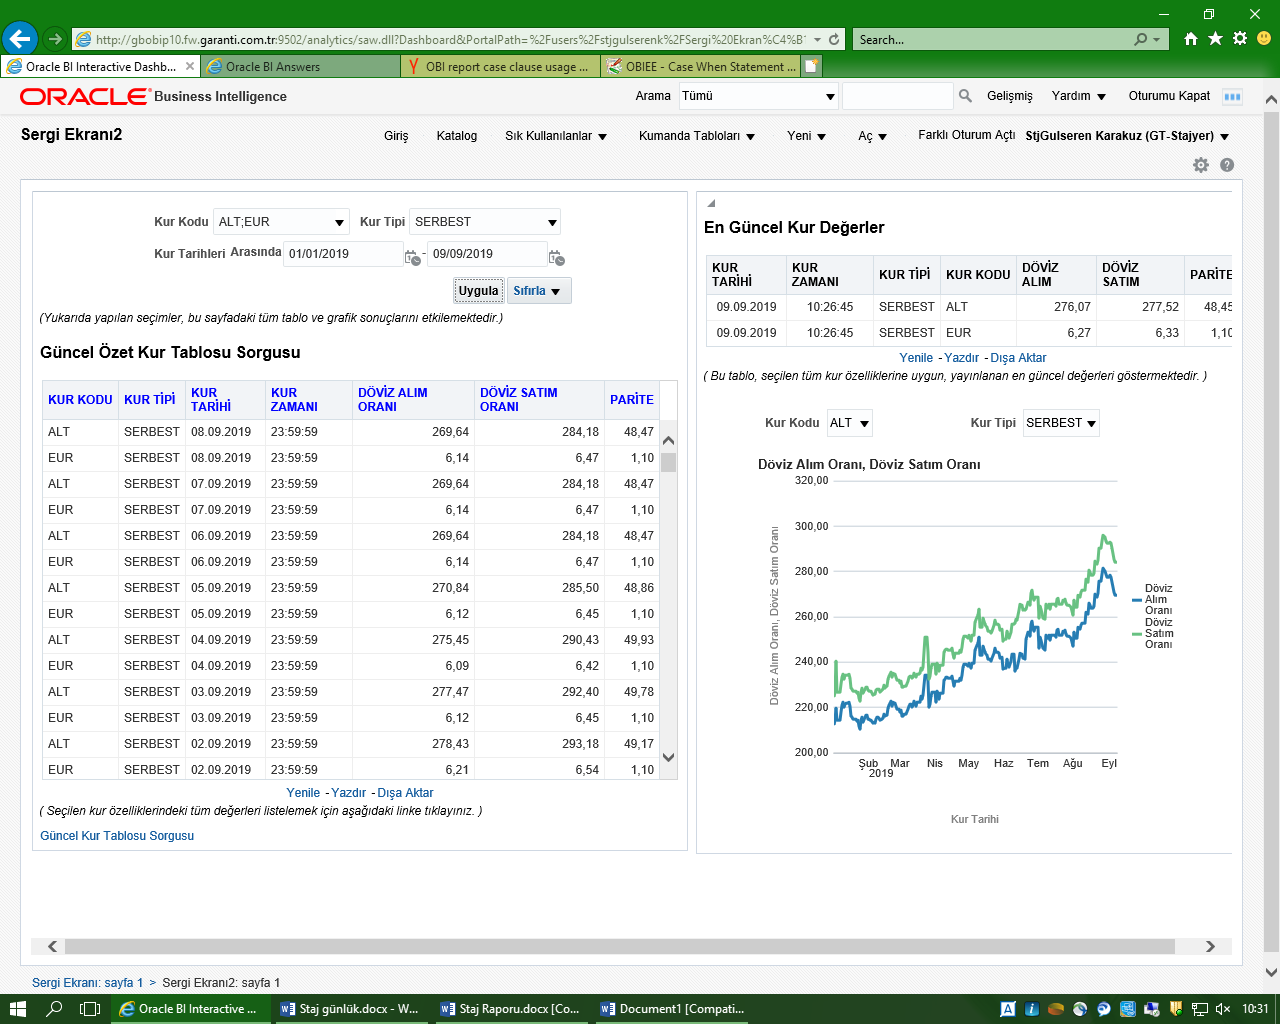 http://gbobip10.fw.garanti.com.tr:9502/analytics/saw.dll?Dashboard&PortalPath=%2Fusers%2Fstjgulserenk%2FSergi%20Ekran%C4%B1
Search...
Oracle BI Interactive Dashb...
Oracle BI Answers
OBI report case clause usage ...
OBIEE - Case When Statement ...
ORACLE Business Intelligence
Arama Tümü
Gelişmiş Yardım Oturumu Kapat
Sergi Ekranı2
Giriş Katalog Sık Kullanılanlar Kumanda Tabloları Yeni Aç Farklı Oturum Açtı StjGulseren Karakuz (GT-Stajyer)
Kur Kodu ALT;EUR Kur Tipi SERBEST
Kur Tarihleri Arasında 01/01/2019 - 09/09/2019
Uygula Sıfırla
(Yukarıda yapılan seçimler, bu sayfadaki tüm tablo ve grafik sonuçlarını etkilemektedir.)
Güncel Özet Kur Tablosu Sorgusu
KUR KODU KUR TİPİ KUR TARİHİ KUR ZAMANI DÖVİZ ALIM ORANI DÖVİZ SATIM ORANI PARİTE
ALT SERBEST 08.09.2019 23:59:59 269,64 284,18 48,47
EUR SERBEST 08.09.2019 23:59:59 6,14 6,47 1,10
ALT SERBEST 07.09.2019 23:59:59 269,64 284,18 48,47
EUR SERBEST 07.09.2019 23:59:59 6,14 6,47 1,10
ALT SERBEST 06.09.2019 23:59:59 269,64 284,18 48,47
EUR SERBEST 06.09.2019 23:59:59 6,14 6,47 1,10
ALT SERBEST 05.09.2019 23:59:59 270,84 285,50 48,86
EUR SERBEST 05.09.2019 23:59:59 6,12 6,45 1,10
ALT SERBEST 04.09.2019 23:59:59 275,45 290,43 49,93
EUR SERBEST 04.09.2019 23:59:59 6,09 6,42 1,10
ALT SERBEST 03.09.2019 23:59:59 277,47 292,40 49,78
EUR SERBEST 03.09.2019 23:59:59 6,12 6,45 1,10
ALT SERBEST 02.09.2019 23:59:59 278,43 293,18 49,17
EUR SERBEST 02.09.2019 23:59:59 6,21 6,54 1,10
Yenile - Yazdır - Dışa Aktar
( Seçilen kur özelliklerindeki tüm değerleri listelemek için aşağıdaki linke tıklayınız. )
Güncel Kur Tablosu Sorgusu
En Güncel Kur Değerler
KUR TARİHİ KUR ZAMANI KUR TİPİ KUR KODU DÖVİZ ALIM DÖVİZ SATIM PARİTE
09.09.2019 10:26:45 SERBEST ALT 276,07 277,52 48,45
09.09.2019 10:26:45 SERBEST EUR 6,27 6,33 1,10
Yenile - Yazdır - Dışa Aktar
( Bu tablo, seçilen tüm kur özelliklerine uygun, yayınlanan en güncel değerleri göstermektedir. )
Kur Kodu ALT Kur Tipi SERBEST
Döviz Alım Oranı, Döviz Satım Oranı
Döviz Alım Oranı, Döviz Satım Oranı
320,00
300,00
280,00
260,00
240,00
220,00
200,00
Şub Mar Nis May Haz Tem Ağu Eyl
2019
Kur Tarihi
Döviz
Alım
Oranı
Döviz
Satım
Oranı
Sergi Ekranı: sayfa 1 > Sergi Ekranı2: sayfa 1
Oracle BI Interactive ...
Staj günlük.docx - W...
Staj Raporu.docx [Co...
Document1 [Compati...
10:31